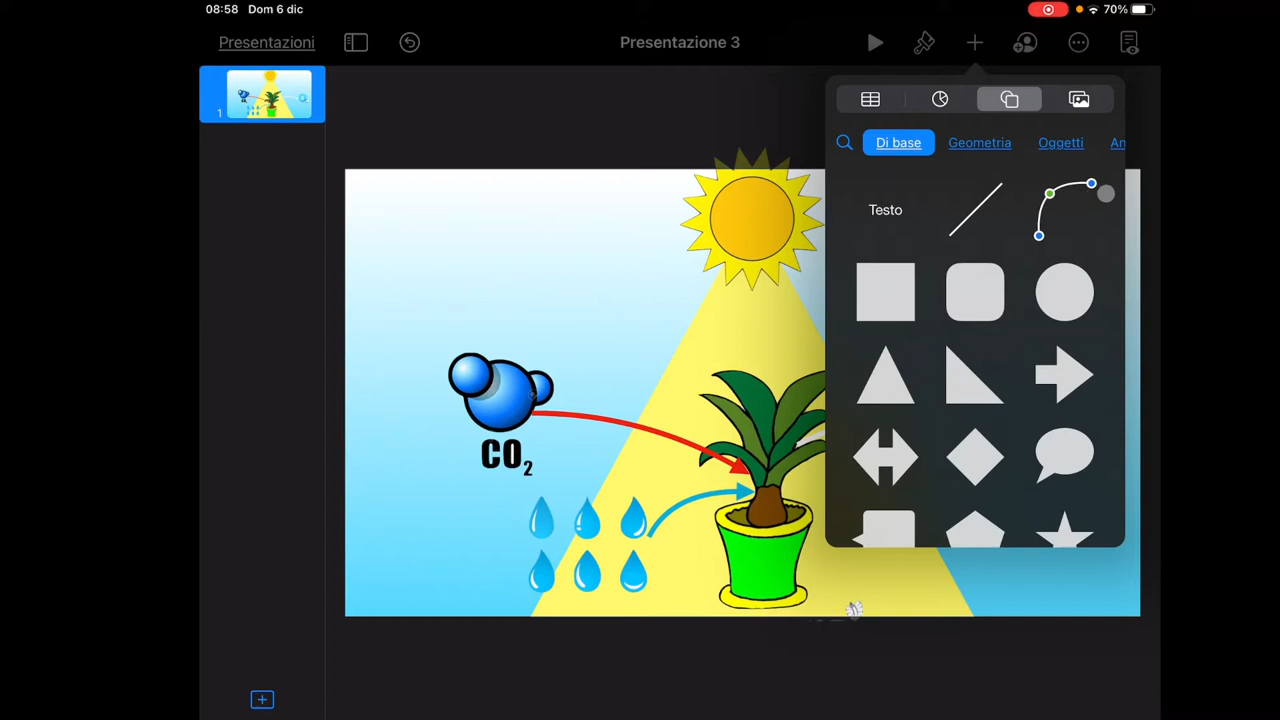 08:58 Dom 6 dic
70%
Presentazioni
Presentazione 3
1
Di base Geometria Oggetti An
Testo
CO2